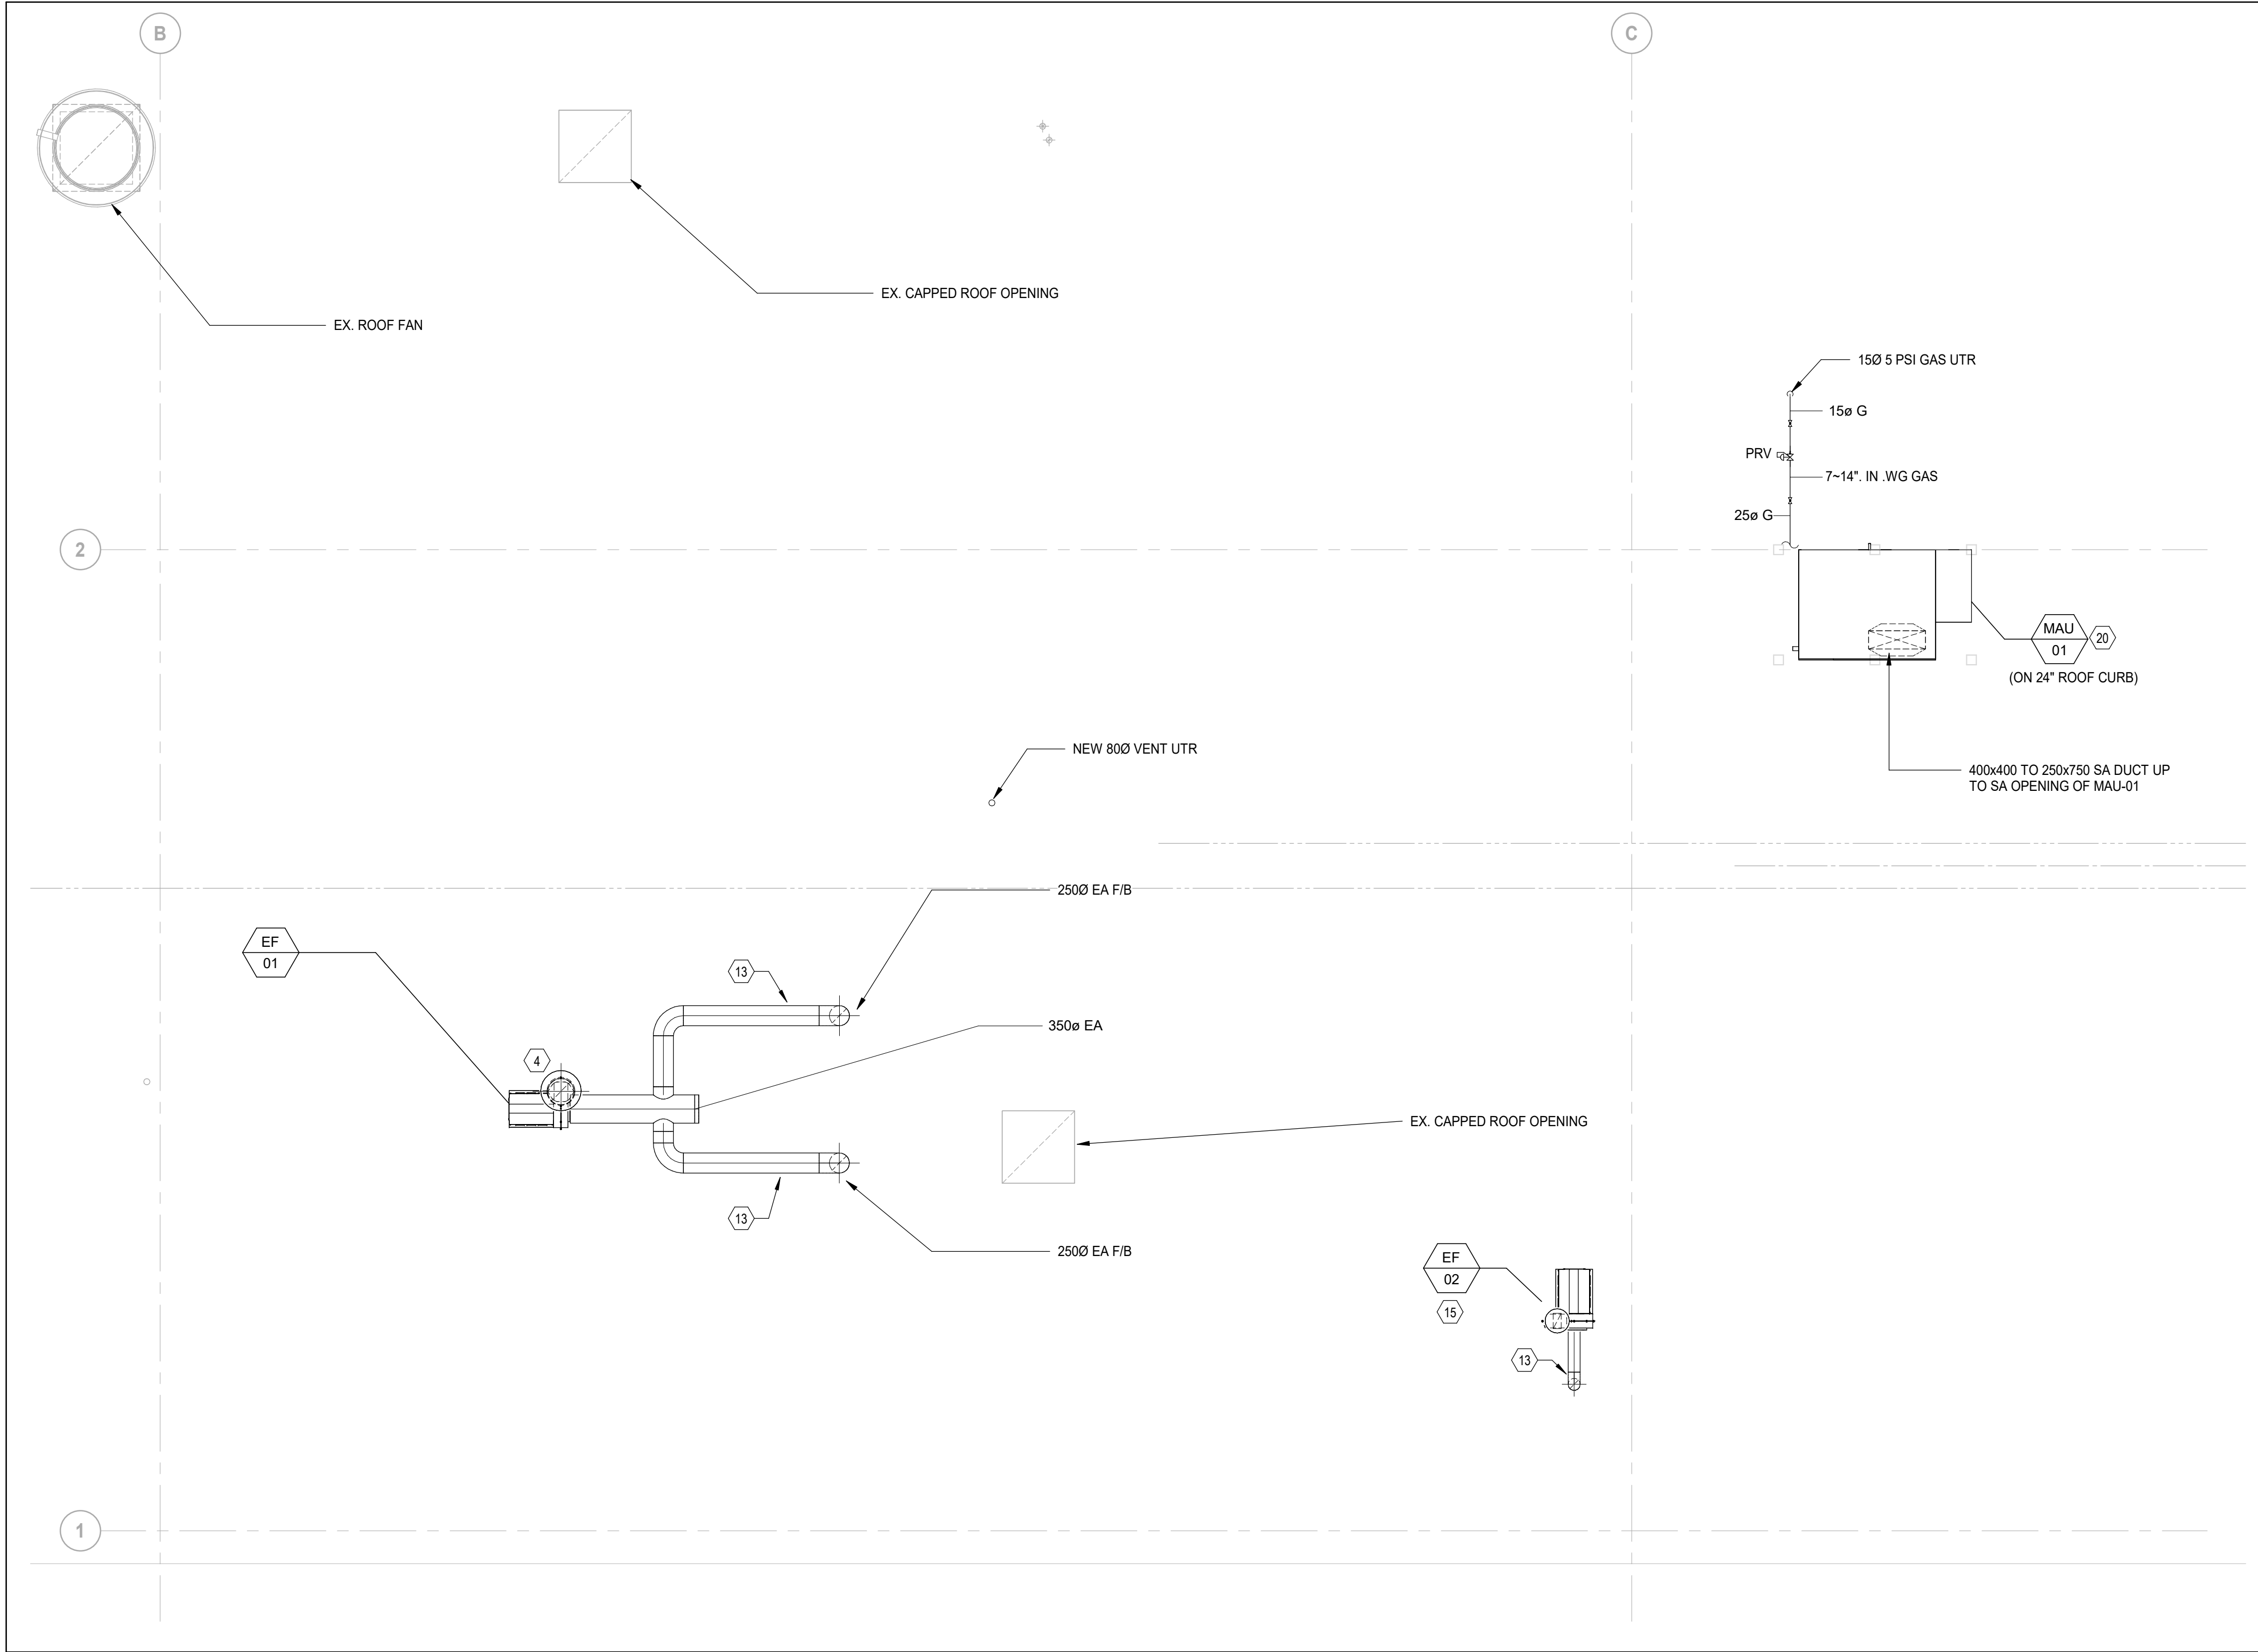 B
C
EX. CAPPED ROOF OPENING
EX. ROOF FAN
15Ø 5 PSI GAS UTR
15ø G
PRV
7~14". IN .WG GAS
25ø G
2
MAU
01
20
(ON 24" ROOF CURB)
NEW 80Ø VENT UTR
400x400 TO 250x750 SA DUCT UP
TO SA OPENING OF MAU-01
250Ø EA F/B
EF
01
13
350ø EA
4
EX. CAPPED ROOF OPENING
13
250Ø EA F/B
EF
02
15
13
1